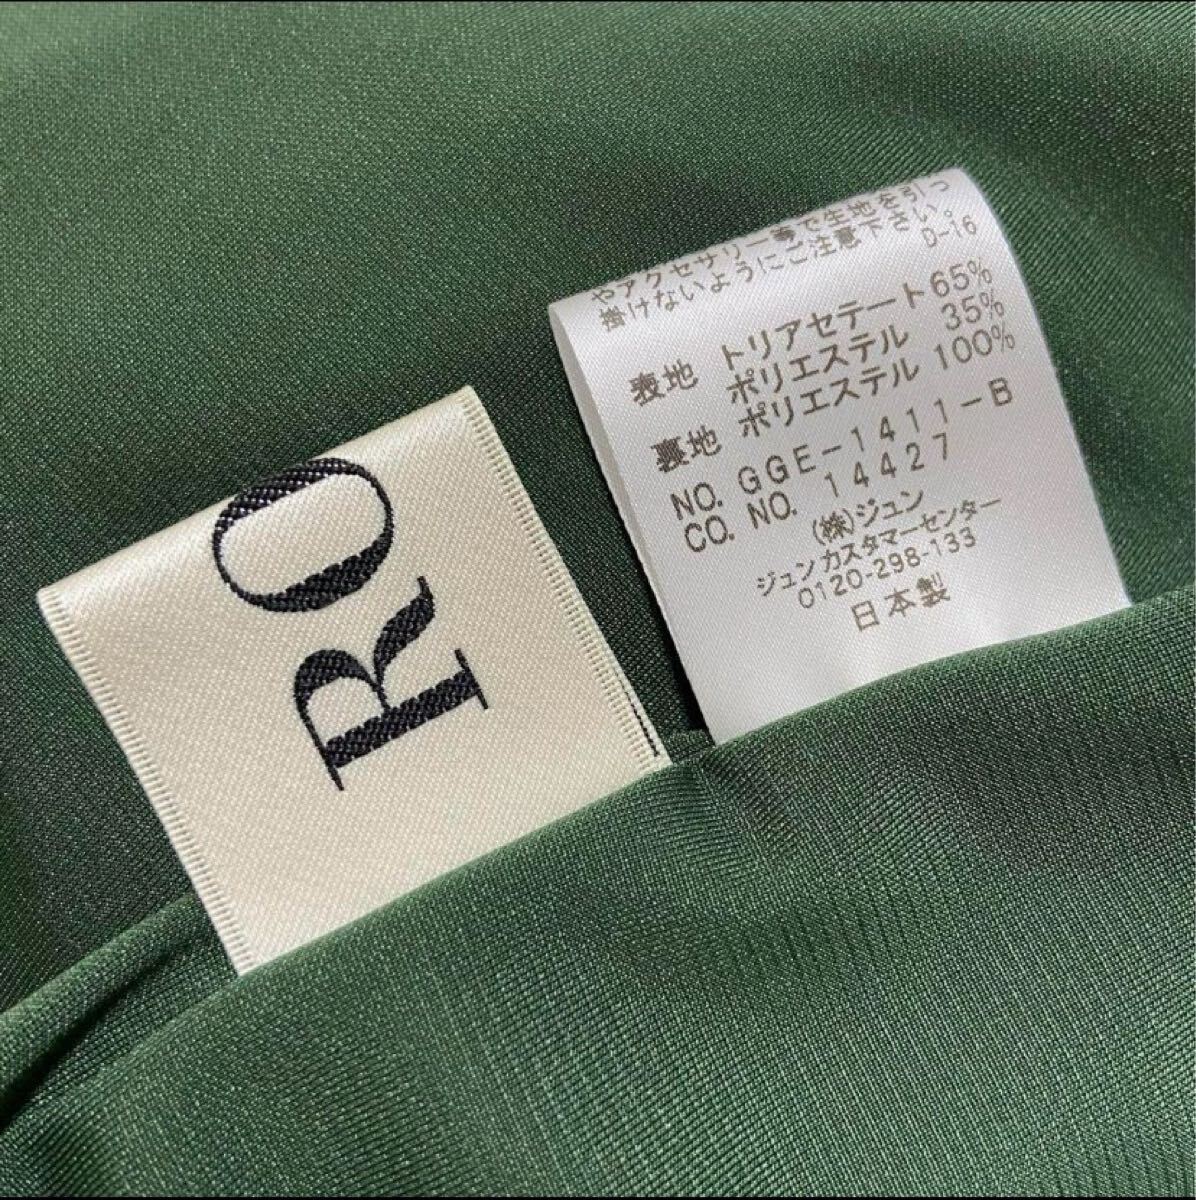 RO
やアクセサリー等で生地を引っ
掛けないようにご注意下さい。
D-16
表地 トリアセテート 65%
ポリエステル 35%
裏地 ポリエステル 100%
NO. GGE-1411-B
CO. NO. 14427
(株)ジュン
ジュンカスタマーセンター
0120-298-133
日本製